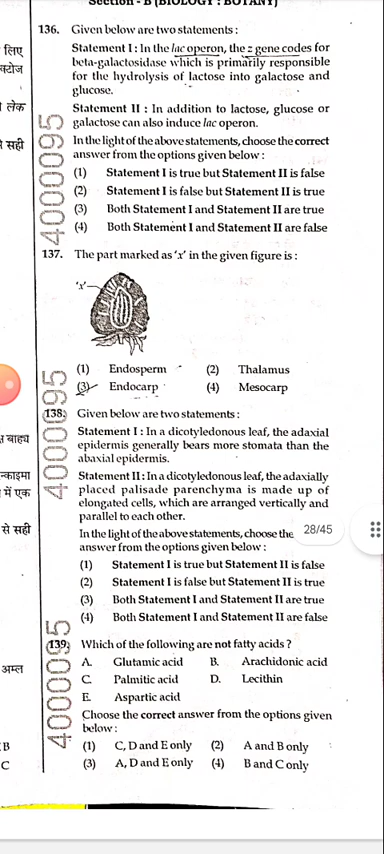 Section - B (BIOLOGY : BOTANY)
136. Given below are two statements :
Statement I : In the lac operon, the z gene codes for
beta-galactosidase which is primarily responsible
for the hydrolysis of lactose into galactose and
glucose.
Statement II : In addition to lactose, glucose or
galactose can also induce lac operon.
In the light of the above statements, choose the correct
answer from the options given below :
(1) Statement I is true but Statement II is false
(2) Statement I is false but Statement II is true
(3) Both Statement I and Statement II are true
(4) Both Statement I and Statement II are false
137. The part marked as 'x' in the given figure is :
'x'
(1) Endosperm (2) Thalamus
(3) Endocarp (4) Mesocarp
138. Given below are two statements :
Statement I : In a dicotyledonous leaf, the adaxial
epidermis generally bears more stomata than the
abaxial epidermis.
Statement II : In a dicotyledonous leaf, the adaxially
placed palisade parenchyma is made up of
elongated cells, which are arranged vertically and
parallel to each other.
In the light of the above statements, choose the
answer from the options given below :
(1) Statement I is true but Statement II is false
(2) Statement I is false but Statement II is true
(3) Both Statement I and Statement II are true
(4) Both Statement I and Statement II are false
139. Which of the following are not fatty acids ?
A. Glutamic acid B. Arachidonic acid
C. Palmitic acid D. Lecithin
E. Aspartic acid
Choose the correct answer from the options given
below :
(1) C, D and E only (2) A and B only
(3) A, D and E only (4) B and C only
4000095
4000095
4000095
लिए
लेक
सही
बाह्य
में एक
से सही
अम्ल
B
C
28/45